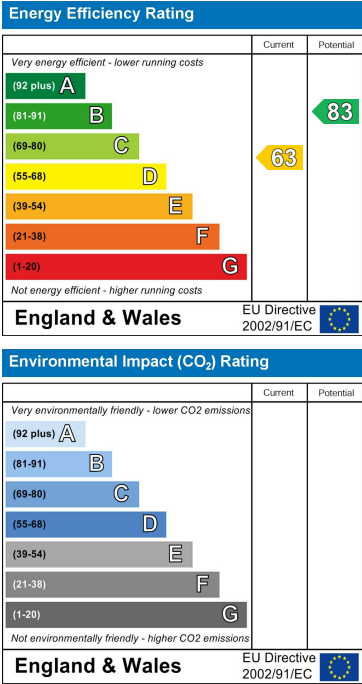 Energy Efficiency Rating
Current Potential
Very energy efficient - lower running costs
(92 plus) A
(81-91) B
(69-80) C
(55-68) D
(39-54) E
(21-38) F
(1-20) G
63
83
Not energy efficient - higher running costs
England & Wales
EU Directive
2002/91/EC
Environmental Impact (CO₂) Rating
Current Potential
Very environmentally friendly - lower CO2 emissions
(92 plus) A
(81-91) B
(69-80) C
(55-68) D
(39-54) E
(21-38) F
(1-20) G
Not environmentally friendly - higher CO2 emissions
England & Wales
EU Directive
2002/91/EC